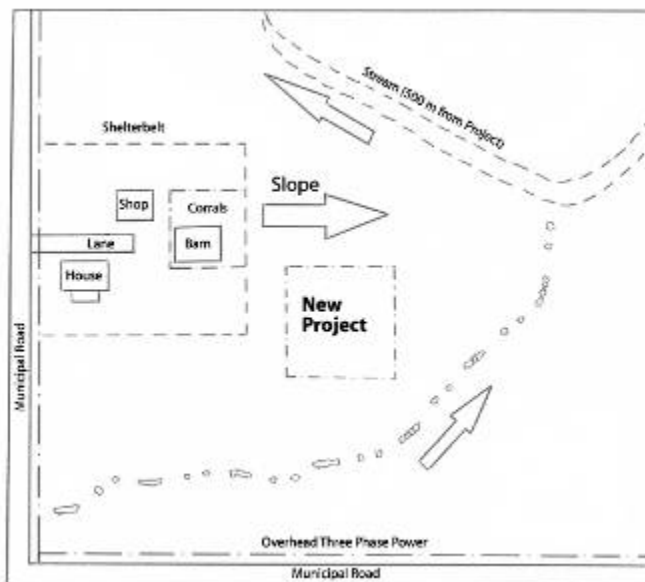 Stream (500 m from Project)
Shelterbelt
Slope
Shop
Corrals
Lane
Barn
House
New
Project
Municipal Road
Overhead Three Phase Power
Municipal Road